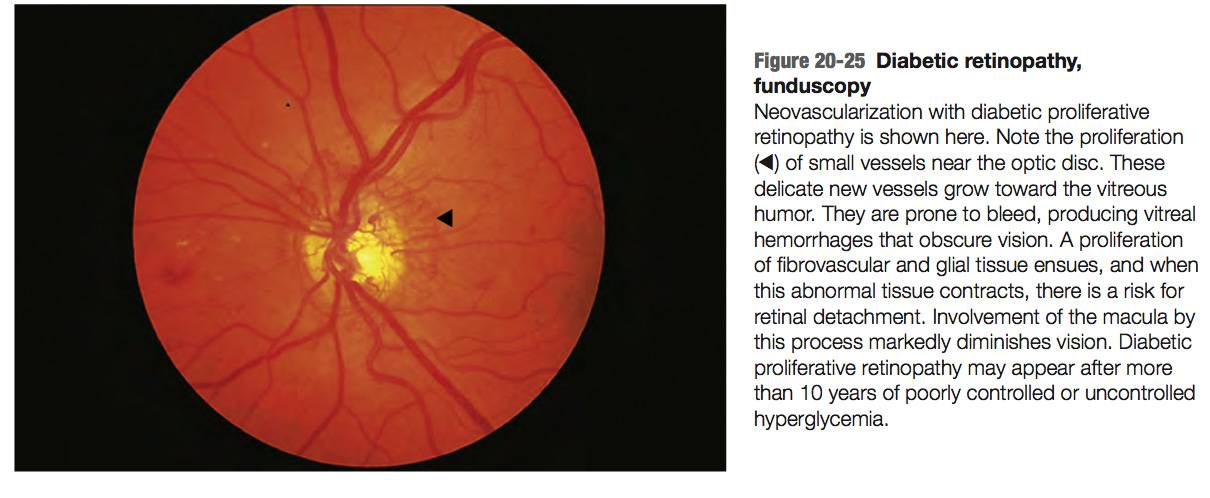 Figure 20-25 Diabetic retinopathy,
funduscopy
Neovascularization with diabetic proliferative
retinopathy is shown here. Note the proliferation
(◄) of small vessels near the optic disc. These
delicate new vessels grow toward the vitreous
humor. They are prone to bleed, producing vitreal
hemorrhages that obscure vision. A proliferation
of fibrovascular and glial tissue ensues, and when
this abnormal tissue contracts, there is a risk for
retinal detachment. Involvement of the macula by
this process markedly diminishes vision. Diabetic
proliferative retinopathy may appear after more
than 10 years of poorly controlled or uncontrolled
hyperglycemia.